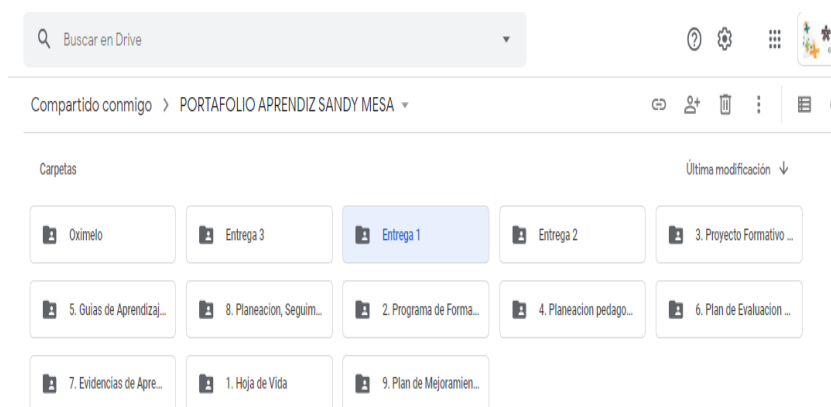 Buscar en Drive
Compartido conmigo > PORTAFOLIO APRENDIZ SANDY MESA
Carpetas
Última modificación
Oximelo
Entrega 3
Entrega 1
Entrega 2
3. Proyecto Formativo ...
5. Guias de Aprendizaj...
8. Planeacion, Seguim...
2. Programa de Forma...
4. Planeacion pedago...
6. Plan de Evaluacion ...
7. Evidencias de Apre...
1. Hoja de Vida
9. Plan de Mejoramien...